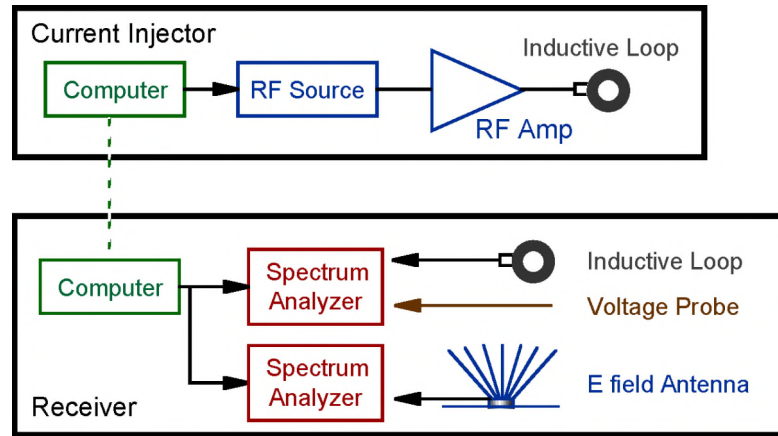 Current Injector
Inductive Loop
Computer
RF Source
RF Amp
Computer
Spectrum
Analyzer
Inductive Loop
Voltage Probe
Spectrum
Analyzer
E field Antenna
Receiver